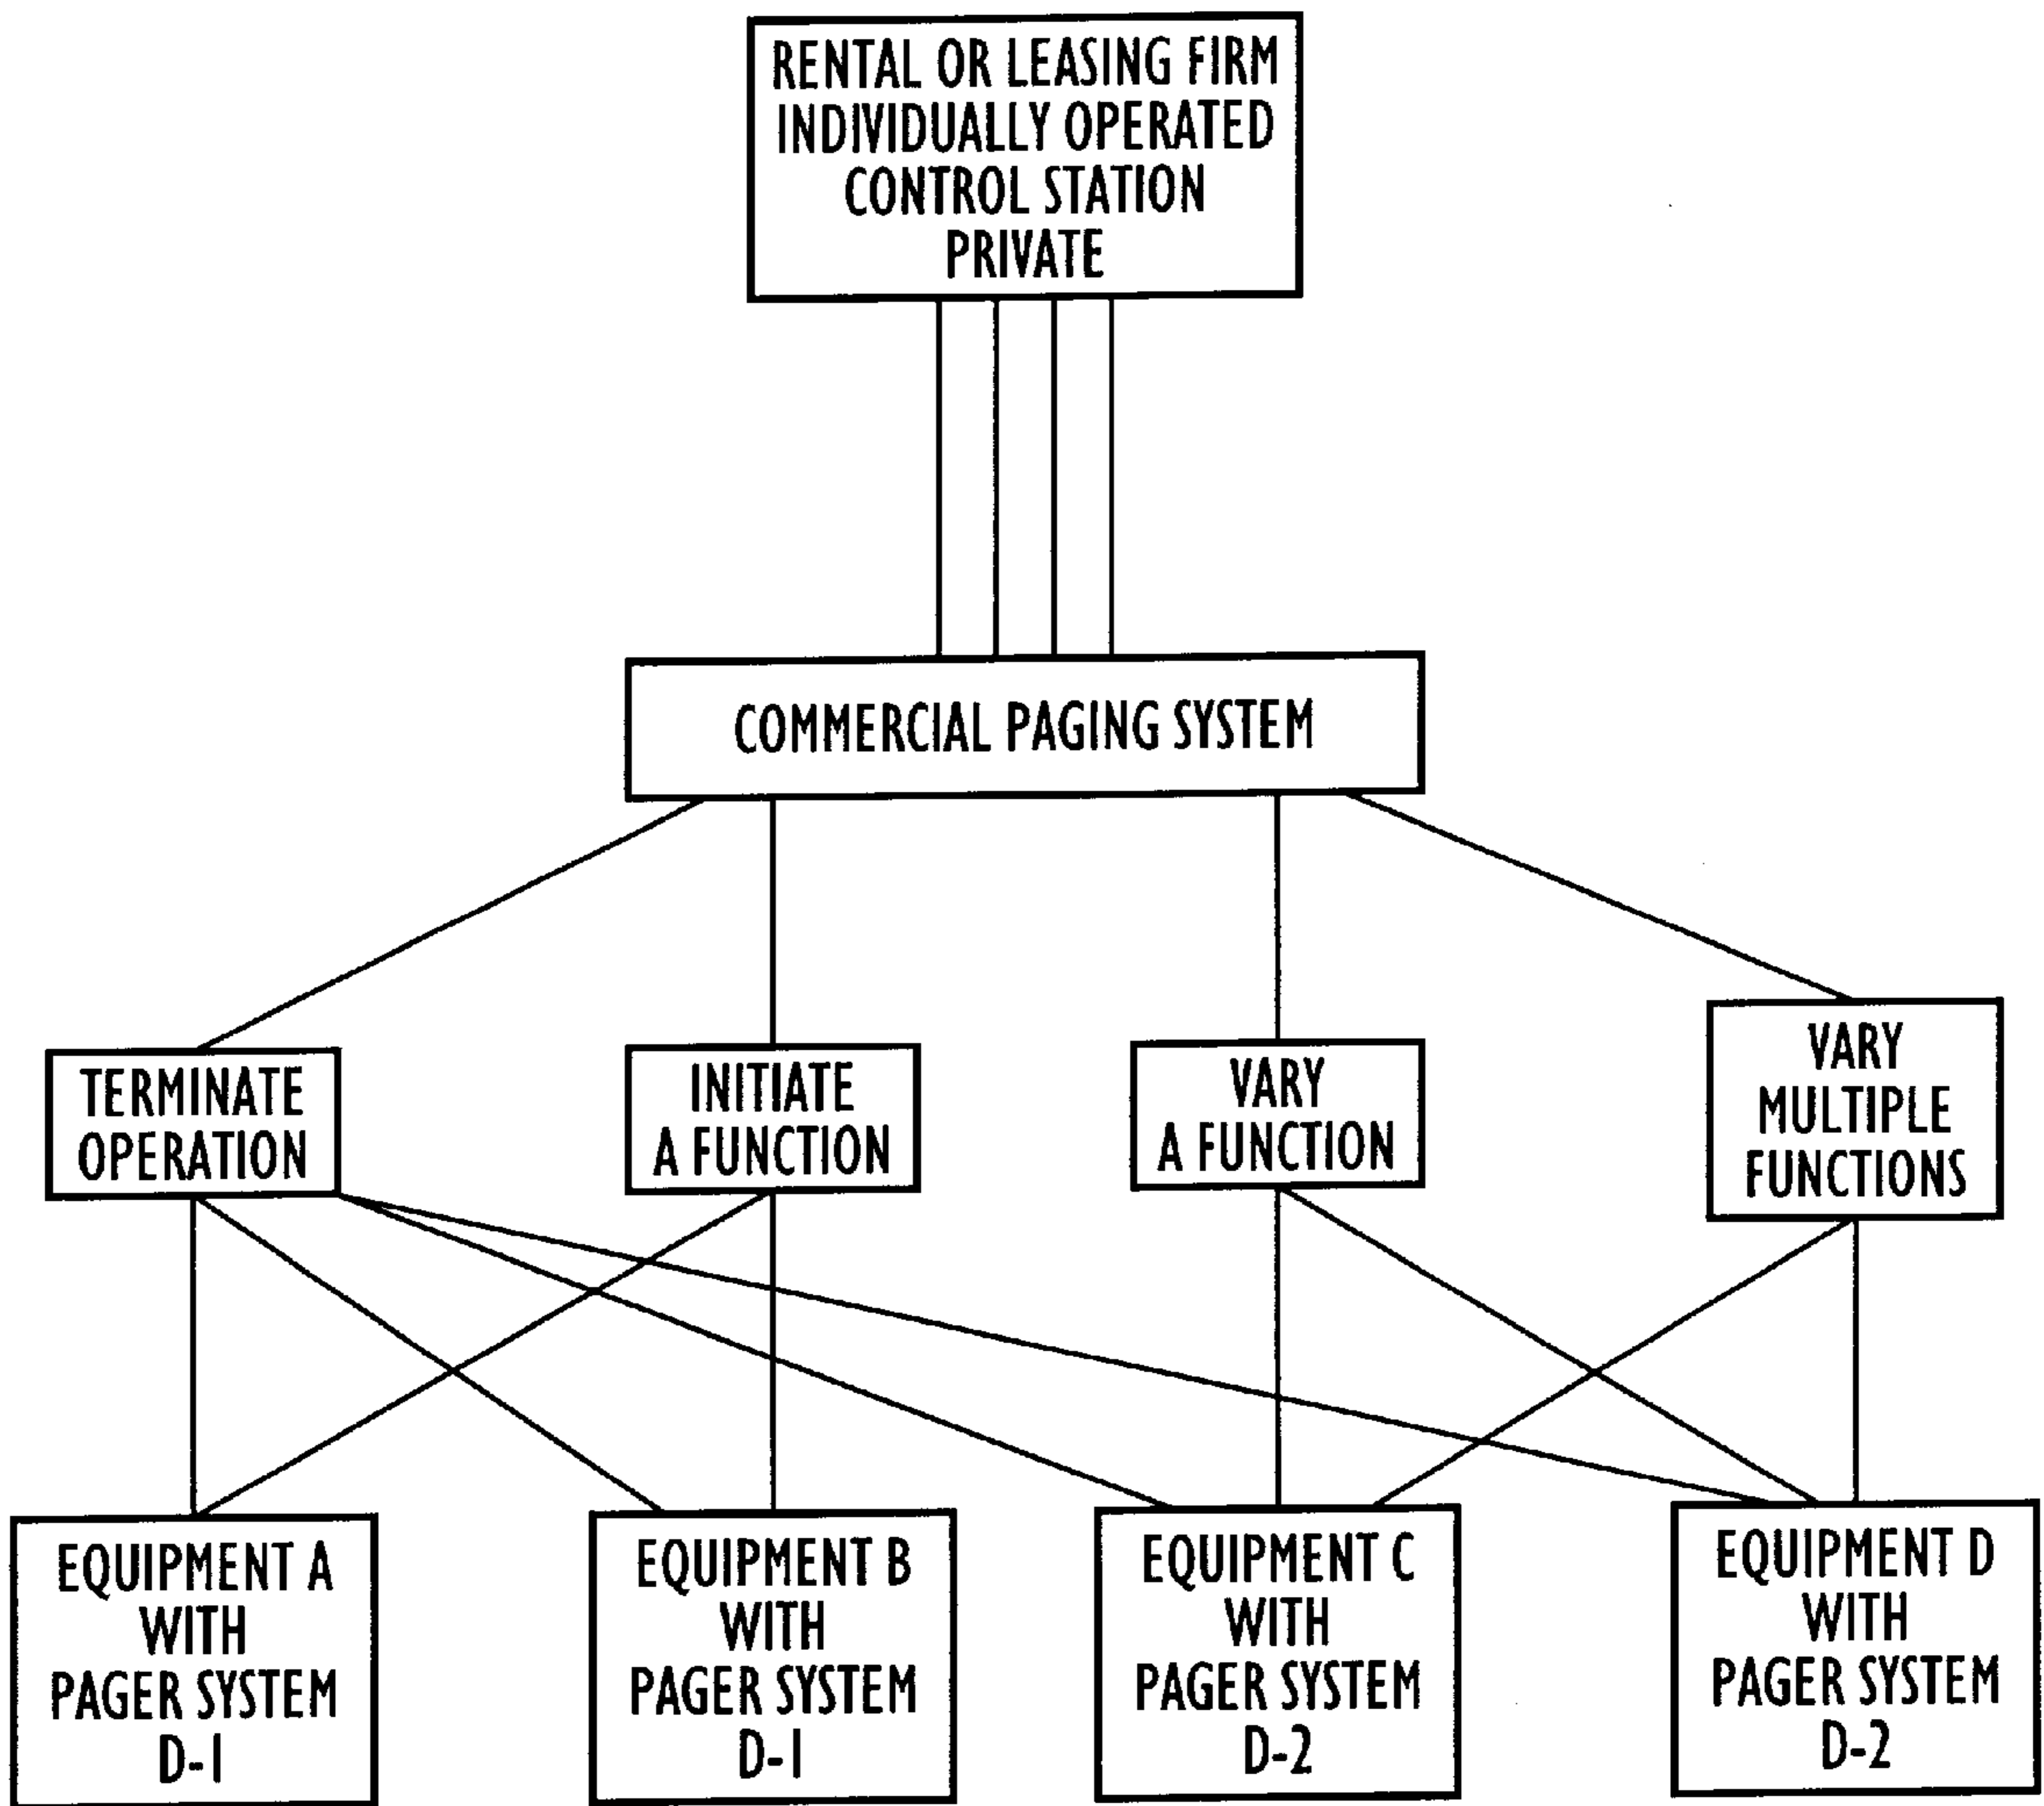 RENTAL OR LEASING FIRM
INDIVIDUALLY OPERATED
CONTROL STATION
PRIVATE
COMMERCIAL PAGING SYSTEM
TERMINATE
OPERATION
INITIATE
A FUNCTION
VARY
A FUNCTION
VARY
MULTIPLE
FUNCTIONS
EQUIPMENT A
WITH
PAGER SYSTEM
D-1
EQUIPMENT B
WITH
PAGER SYSTEM
D-1
EQUIPMENT C
WITH
PAGER SYSTEM
D-2
EQUIPMENT D
WITH
PAGER SYSTEM
D-2